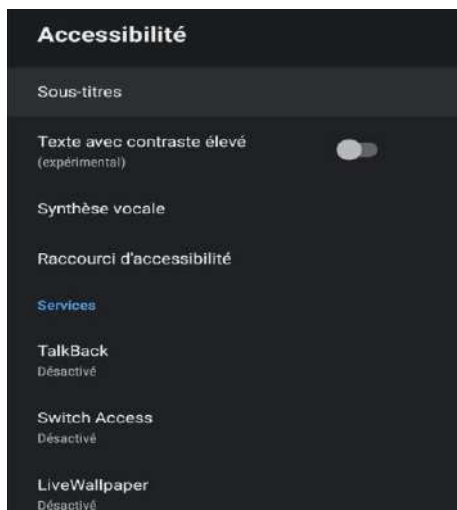 Accessibilité
Sous-titres
Texte avec contraste élevé
(expérimental)
Synthèse vocale
Raccourci d'accessibilité
Services
TalkBack
Désactivé
Switch Access
Désactivé
LiveWallpaper
Désactivé